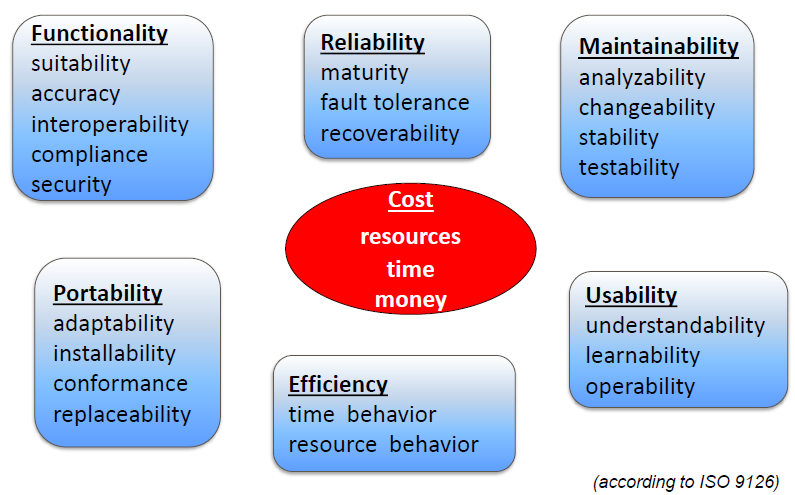 Functionality
suitability
accuracy
interoperability
compliance
security
Reliability
maturity
fault tolerance
recoverability
Maintainability
analyzability
changeability
stability
testability
Cost
resources
time
money
Portability
adaptability
installability
conformance
replaceability
Efficiency
time behavior
resource behavior
Usability
understandability
learnability
operability
(according to ISO 9126)